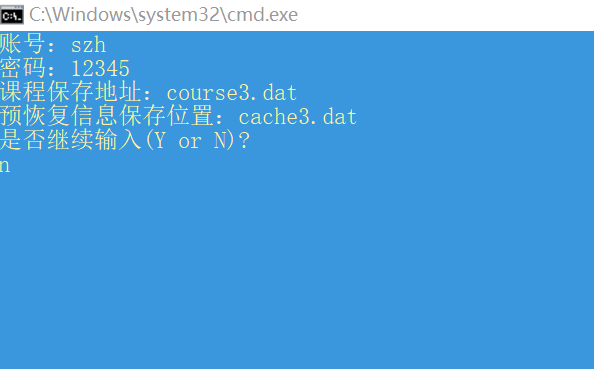 C:\Windows\system32\cmd.exe
账号：szh
密码：12345
课程保存地址：course3.dat
预恢复信息保存位置：cache3.dat
是否继续输入(Y or N)?
n